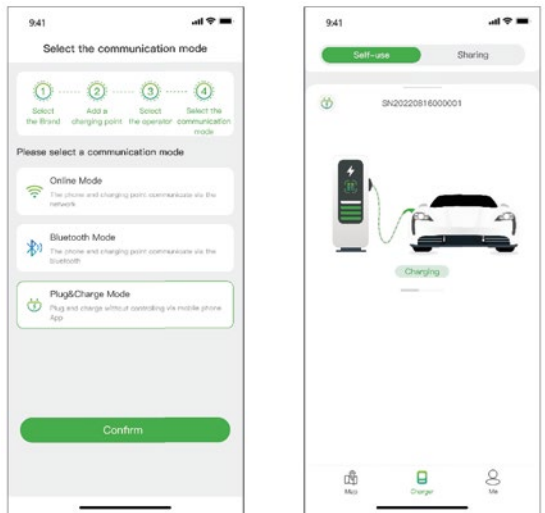 9:41
Select the communication mode
1 2 3 4
Select Add a Select Select the
the Brand charging point the operator communication
mode
Please select a communication mode
Online Mode
The phone and charging point communicate via the
network
Bluetooth Mode
The phone and charging point communicate via the
bluetooth
Plug&Charge Mode
Plug and charge without controlling via mobile phone
App
Confirm
9:41
Self-use Sharing
SN20220816000001
Charging
Map Charger Me